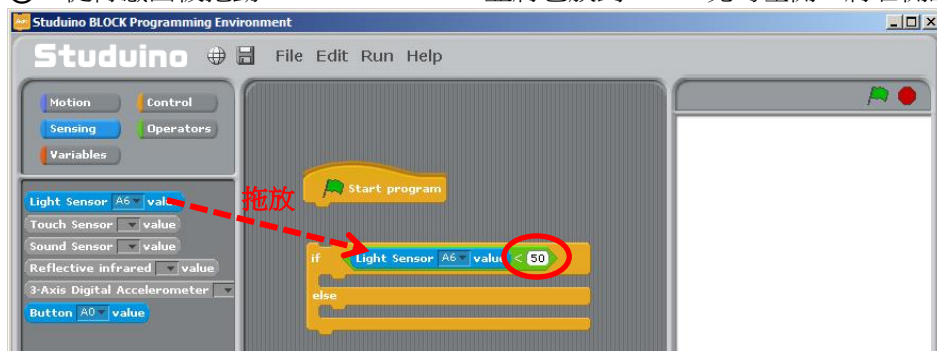 Studuino BLOCK Programming Environment
Studuino File Edit Run Help
Motion Control
Sensing Operators
Variables
Light Sensor A6 value
Touch Sensor value
Sound Sensor value
Reflective infrared value
3-Axis Digital Accelerometer
Button A0 value
拖放
Start program
if Light Sensor A6 value < 50
else